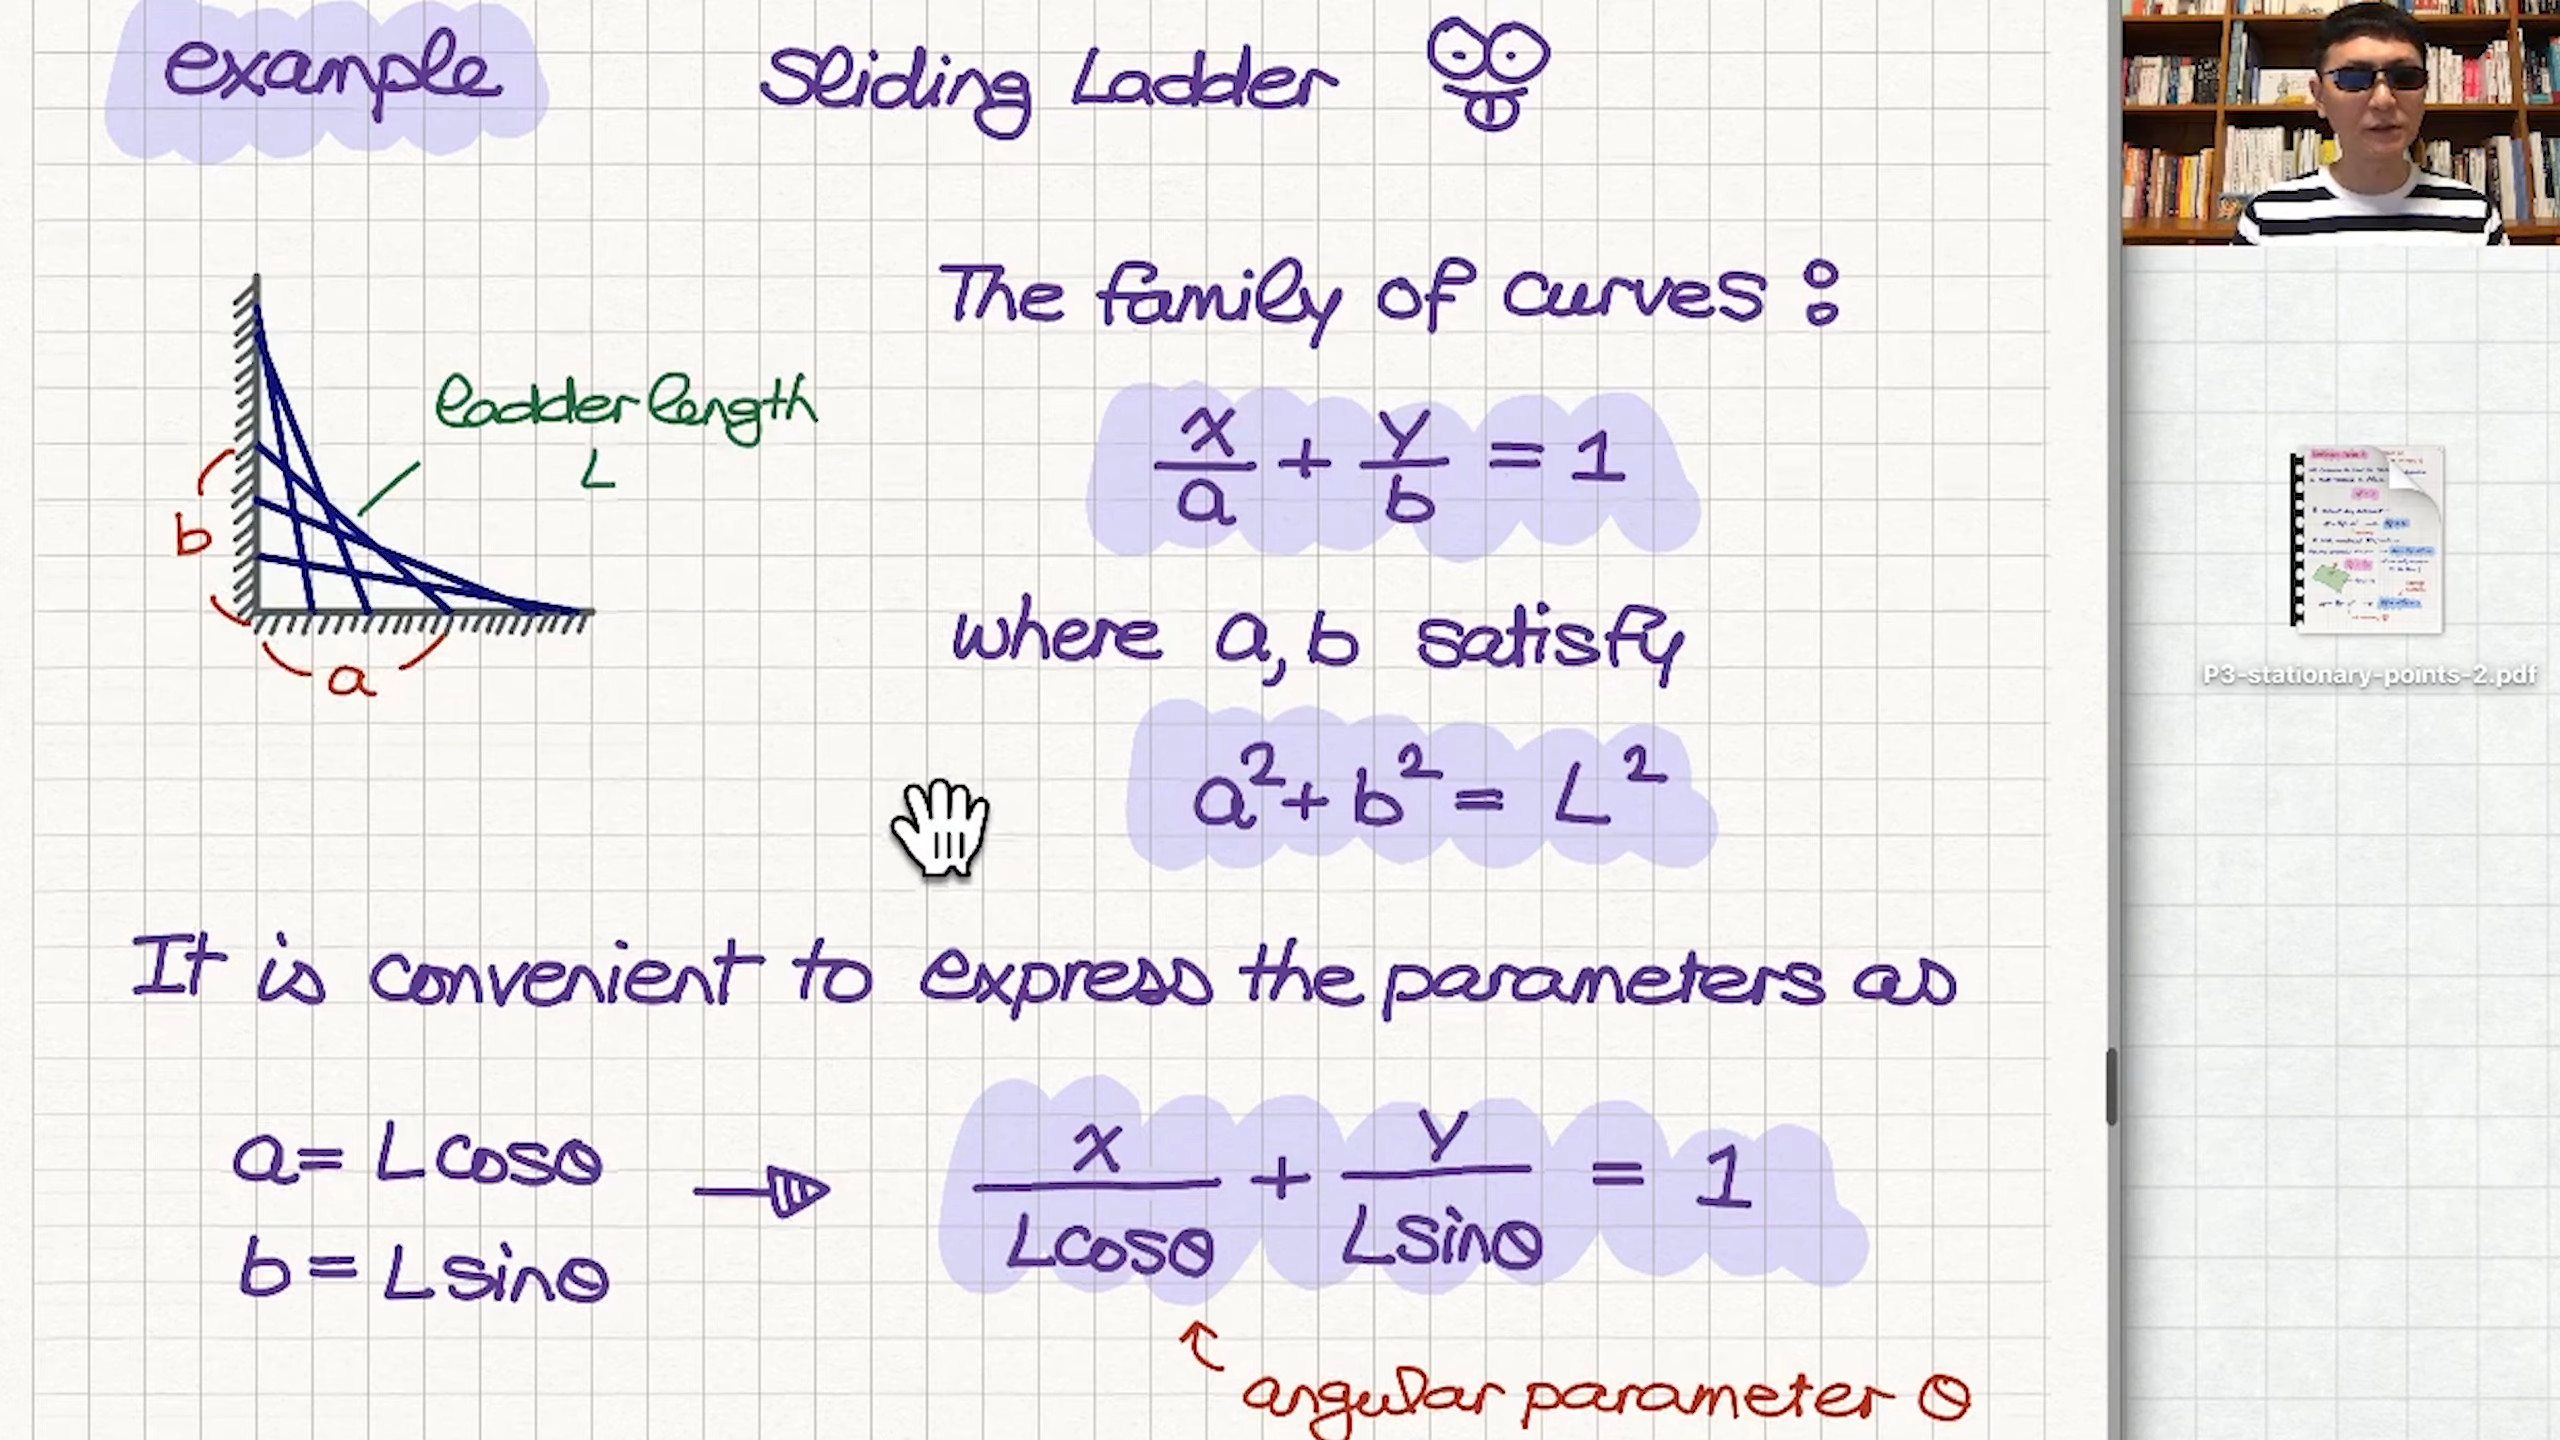 example
Sliding Ladder
The family of curves :
ladder length
L
x/a + y/b = 1
b
where a, b satisfy
a
a² + b² = L²
It is convenient to express the parameters as
a = L cosθ
b = L sinθ
x/(L cosθ) + y/(L sinθ) = 1
angular parameter θ
P3-stationary-points-2.pdf